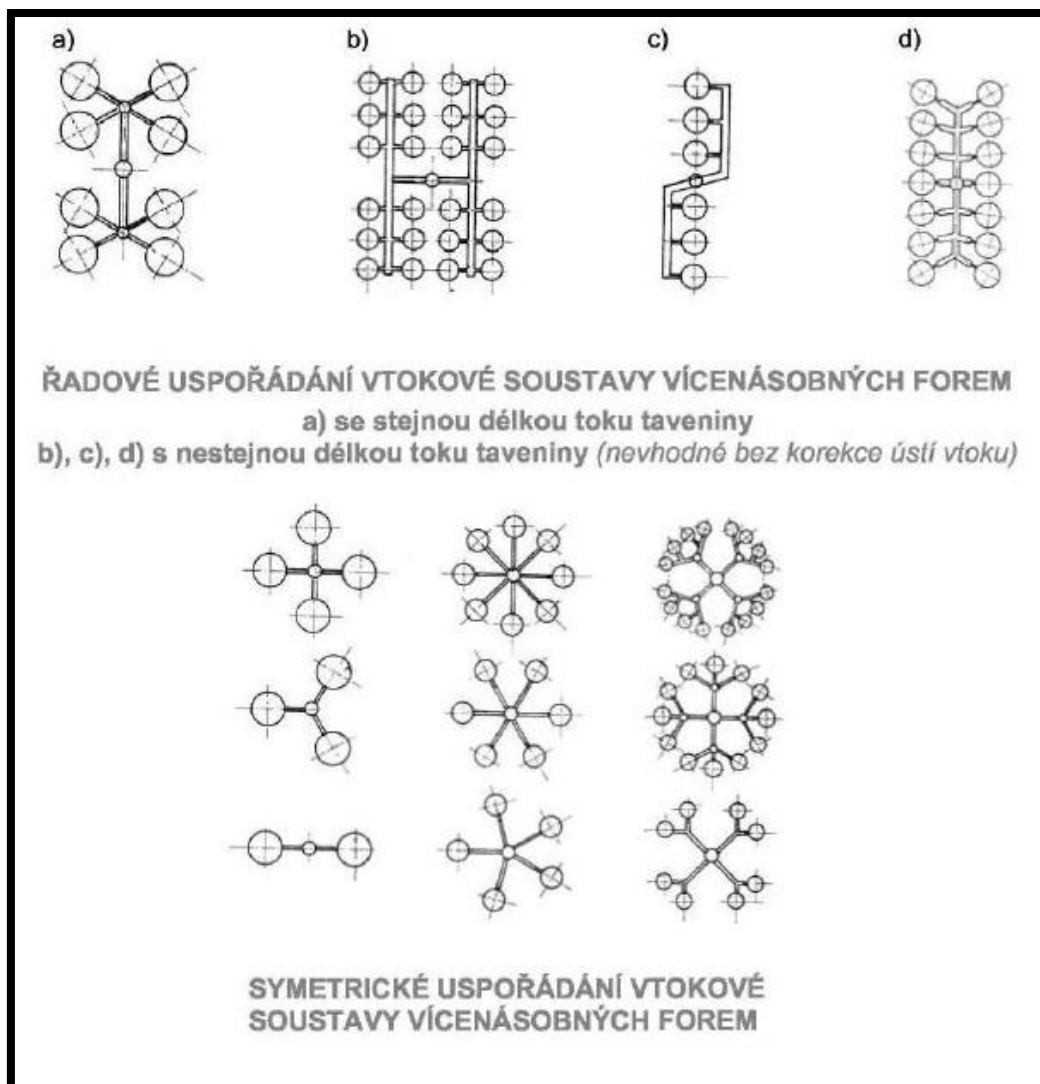 a) b) c) d)
ŘADOVÉ USPOŘÁDÁNÍ VTOKOVÉ SOUSTAVY VÍCENÁSOBNÝCH FOREM
a) se stejnou délkou toku taveniny
b), c), d) s nestejnou délkou toku taveniny (nevhodné bez korekce ústí vtoku)
SYMETRICKÉ USPOŘÁDÁNÍ VTOKOVÉ
SOUSTAVY VÍCENÁSOBNÝCH FOREM